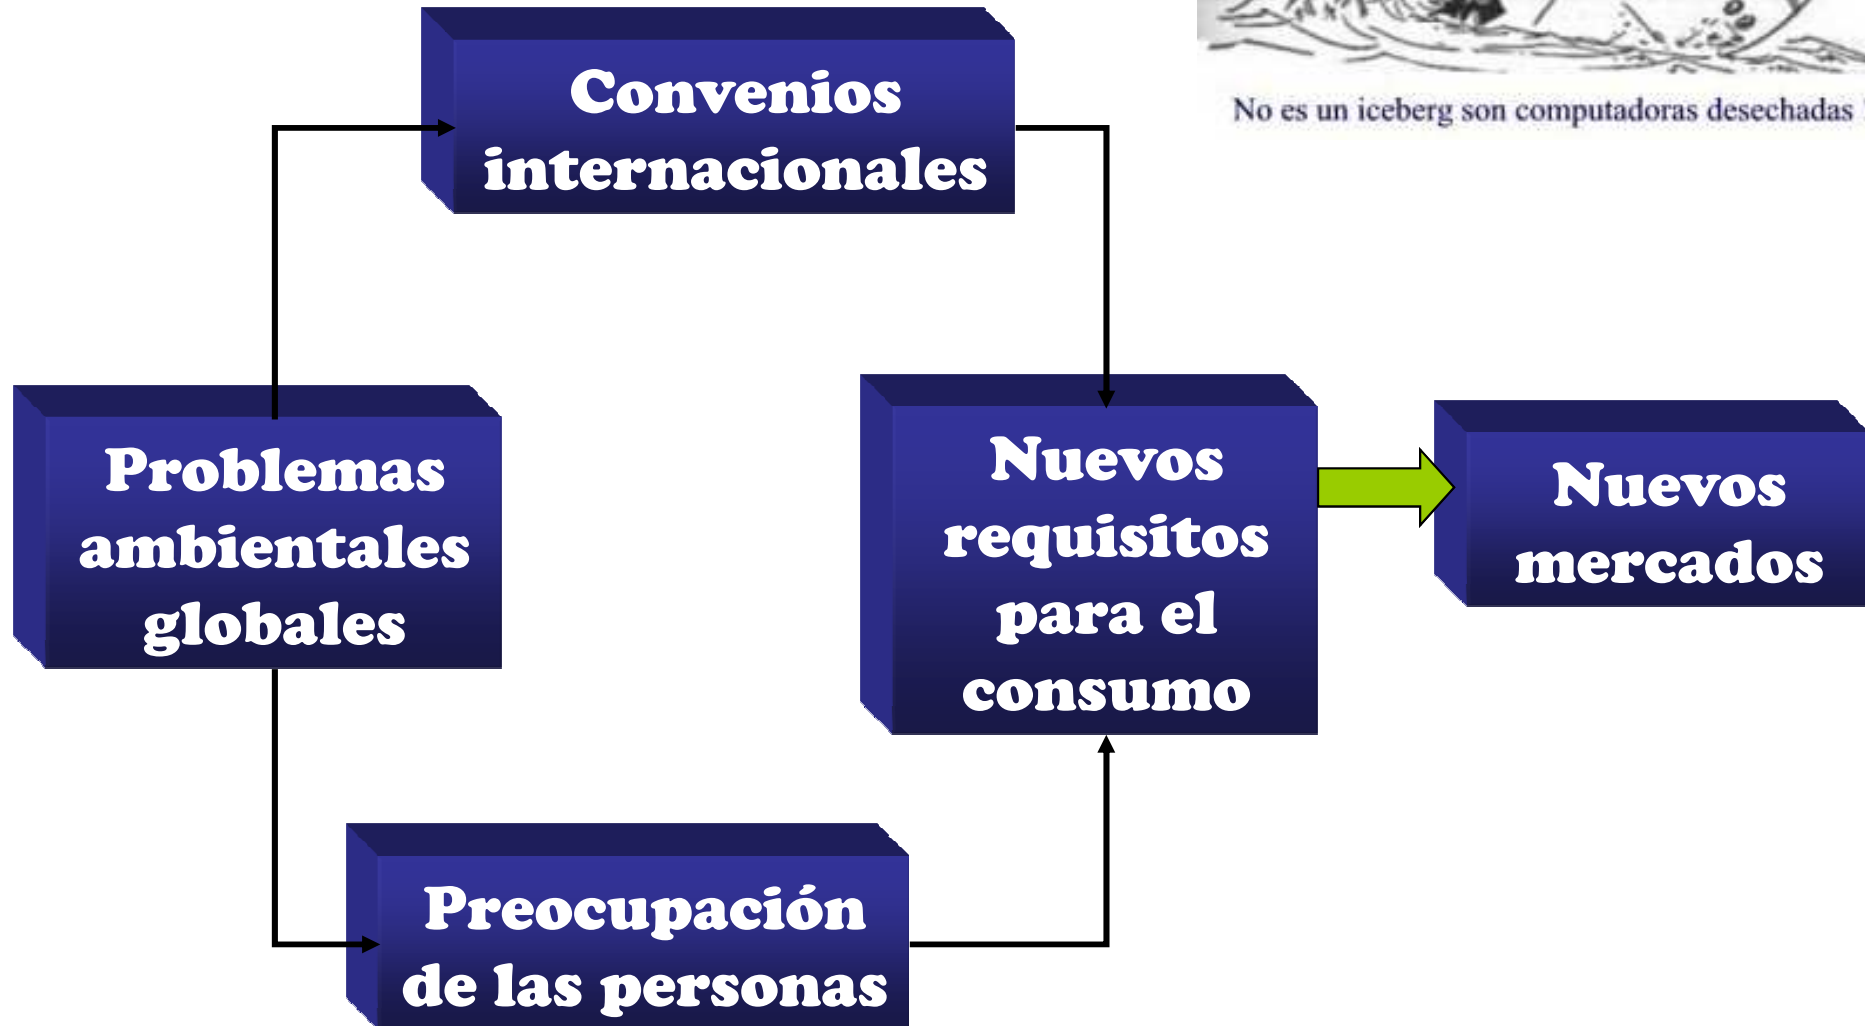 Convenios
internacionales
No es un iceberg son computadoras desechadas
Problemas
ambientales
globales
Nuevos
requisitos
para el
consumo
Nuevos
mercados
Preocupación
de las personas